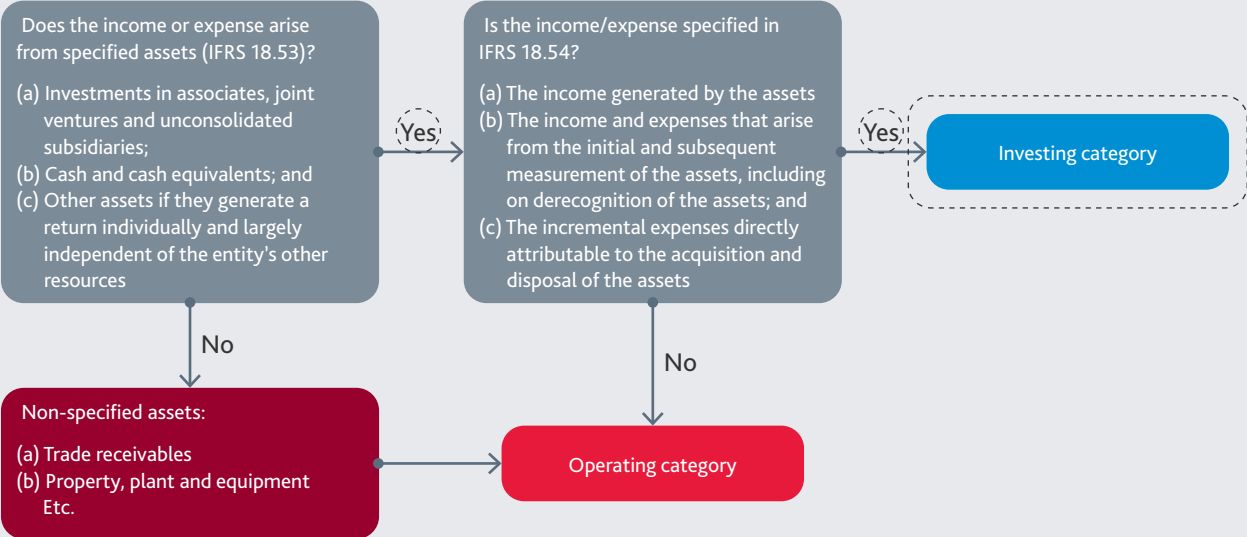 Does the income or expense arise
from specified assets (IFRS 18.53)?
(a) Investments in associates, joint
ventures and unconsolidated
subsidiaries;
(b) Cash and cash equivalents; and
(c) Other assets if they generate a
return individually and largely
independent of the entity's other
resources
Yes
Is the income/expense specified in
IFRS 18.54?
(a) The income generated by the assets
(b) The income and expenses that arise
from the initial and subsequent
measurement of the assets, including
on derecognition of the assets; and
(c) The incremental expenses directly
attributable to the acquisition and
disposal of the assets
Yes
Investing category
No
No
Non-specified assets:
(a) Trade receivables
(b) Property, plant and equipment
Etc.
Operating category